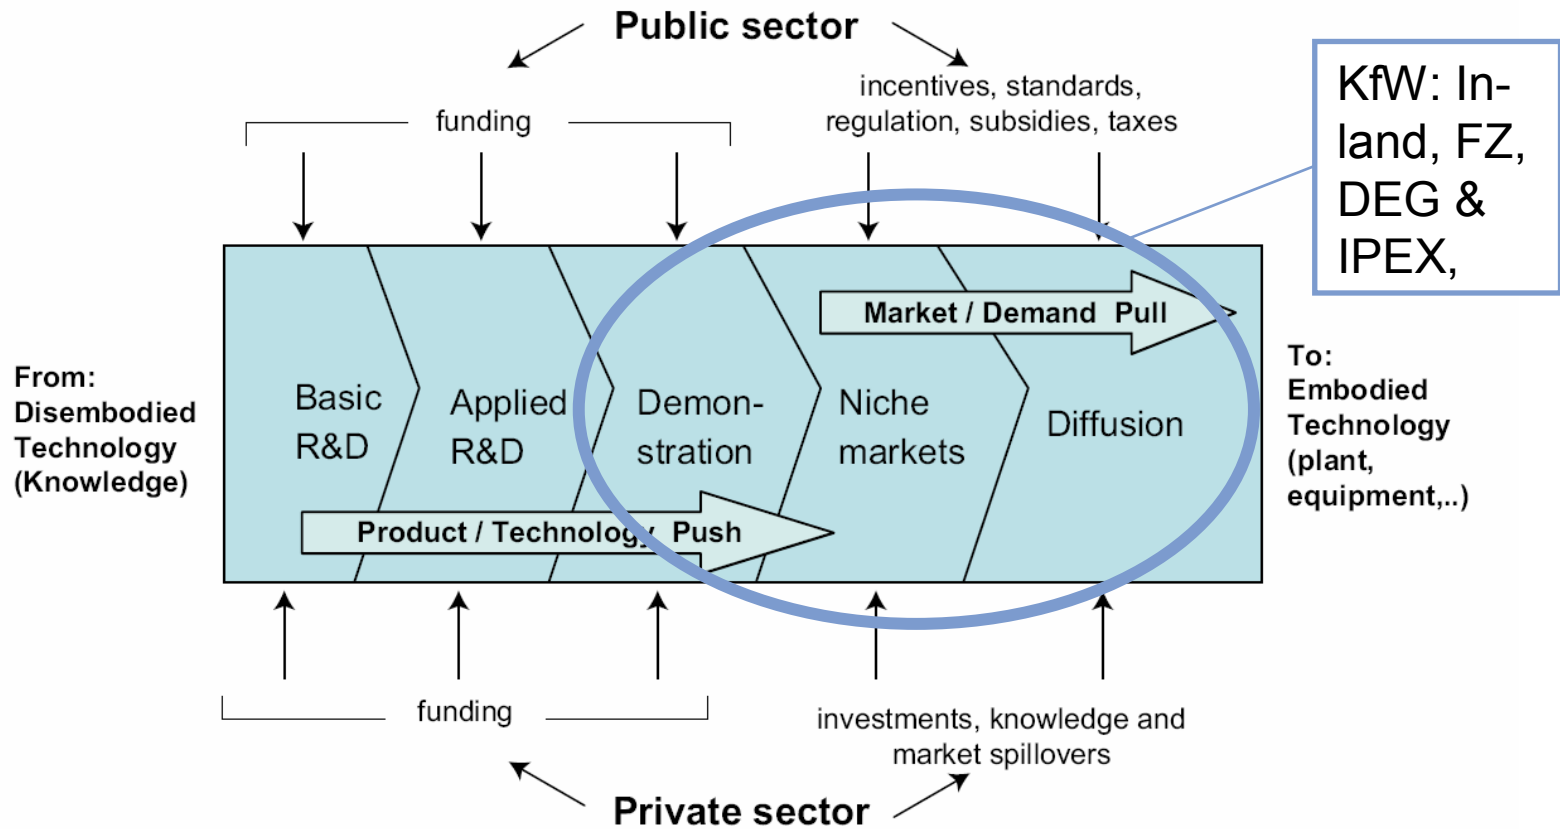 Public sector
incentives, standards,
regulation, subsidies, taxes
funding
KfW: In-
land, FZ,
DEG &
IPEX,
Market / Demand Pull
From:
Disembodied
Technology
(Knowledge)
Basic
R&D
Applied
R&D
Demon-
stration
Niche
markets
Diffusion
To:
Embodied
Technology
(plant,
equipment,..)
Product / Technology Push
funding
investments, knowledge and
market spillovers
Private sector